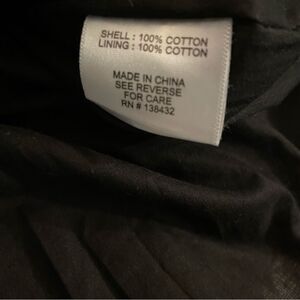 SHELL : 100% COTTON
LINING : 100% COTTON
MADE IN CHINA
SEE REVERSE
FOR CARE
RN # 138432